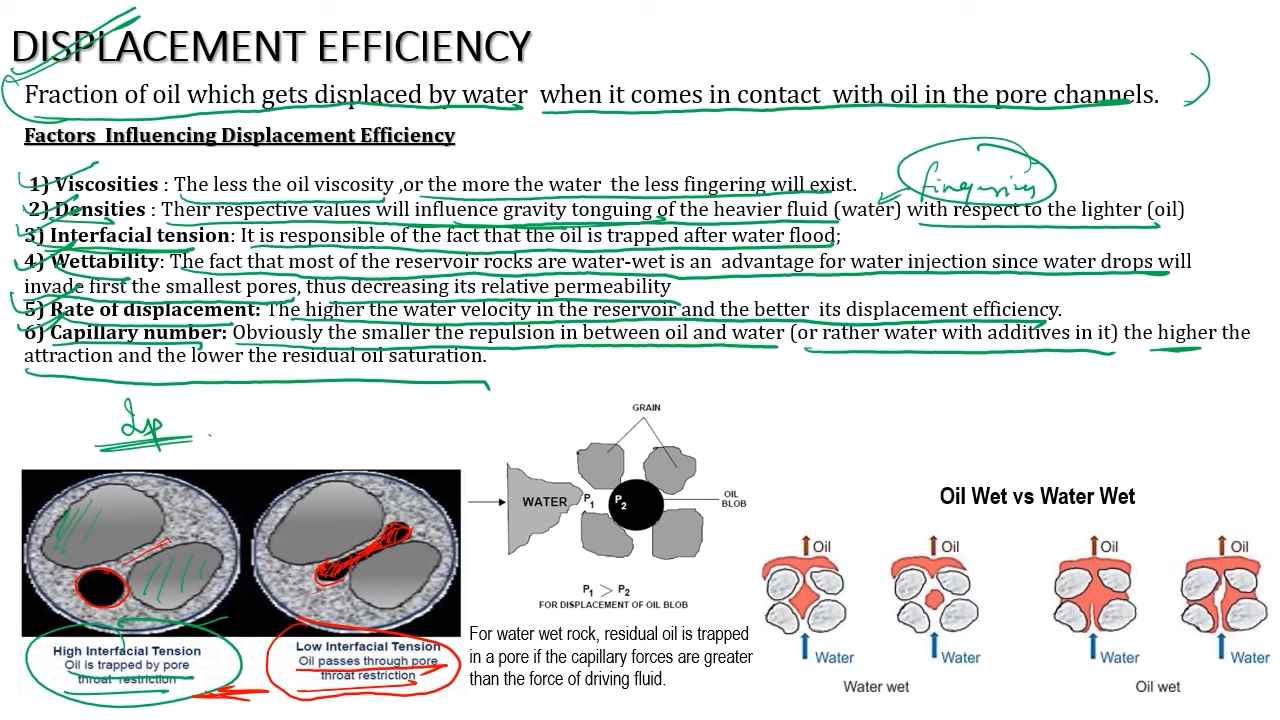 DISPLACEMENT EFFICIENCY
Fraction of oil which gets displaced by water when it comes in contact with oil in the pore channels.
Factors Influencing Displacement Efficiency
fingering
1) Viscosities : The less the oil viscosity ,or the more the water the less fingering will exist.
2) Densities : Their respective values will influence gravity tonguing of the heavier fluid (water) with respect to the lighter (oil)
3) Interfacial tension: It is responsible of the fact that the oil is trapped after water flood;
4) Wettability: The fact that most of the reservoir rocks are water-wet is an advantage for water injection since water drops will
invade first the smallest pores, thus decreasing its relative permeability
5) Rate of displacement: The higher the water velocity in the reservoir and the better its displacement efficiency.
6) Capillary number: Obviously the smaller the repulsion in between oil and water (or rather water with additives in it) the higher the
attraction and the lower the residual oil saturation.
High Interfacial Tension
Oil is trapped by pore
throat restriction
Low Interfacial Tension
Oil passes through pore
throat restriction
GRAIN
WATER
P1
P2
OIL
BLOB
P1 > P2
FOR DISPLACEMENT OF OIL BLOB
For water wet rock, residual oil is trapped
in a pore if the capillary forces are greater
than the force of driving fluid.
Oil Wet vs Water Wet
Oil
Oil
Oil
Oil
Water
Water
Water
Water
Water wet
Oil wet